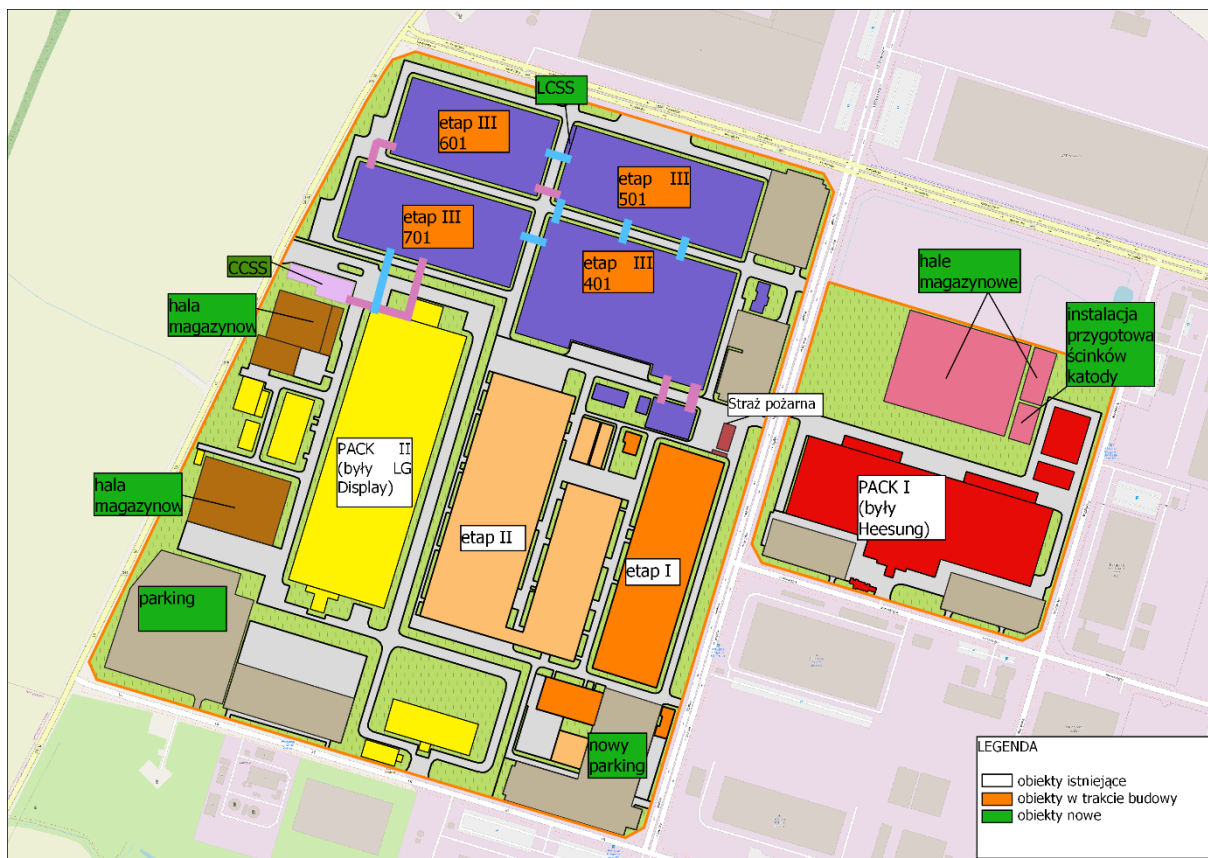 LCSS
etap III
601
etap III
501
etap III
701
etap III
401
CCSS
hala
magazynow
hale
magazynowe
instalacja
przygotowa
ścinków
katody
Straż pożarna
PACK II
(były LG
Display)
PACK I
(były
Heesung)
hala
magazynow
etap II
etap I
parking
nowy
parking
LEGENDA
obiekty istniejące
obiekty w trakcie budowy
obiekty nowe